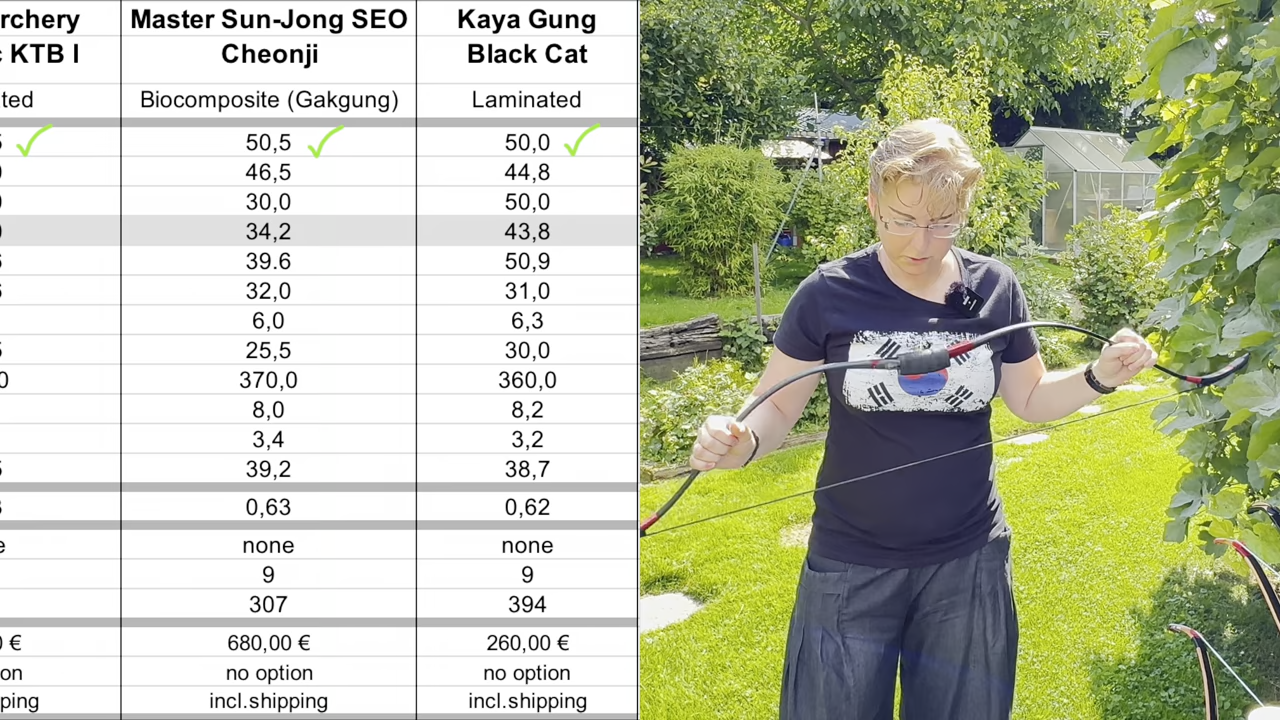 rchery Master Sun-Jong SEO Kaya Gung
KTB I Cheonji Black Cat
ted Biocomposite (Gakgung) Laminated
50,5 50,0
46,5 44,8
30,0 50,0
34,2 43,8
39.6 50,9
32,0 31,0
6,0 6,3
25,5 30,0
0 370,0 360,0
8,0 8,2
3,4 3,2
39,2 38,7
0,63 0,62
e none none
9 9
307 394
0 € 680,00 € 260,00 €
on no option no option
ping incl.shipping incl.shipping